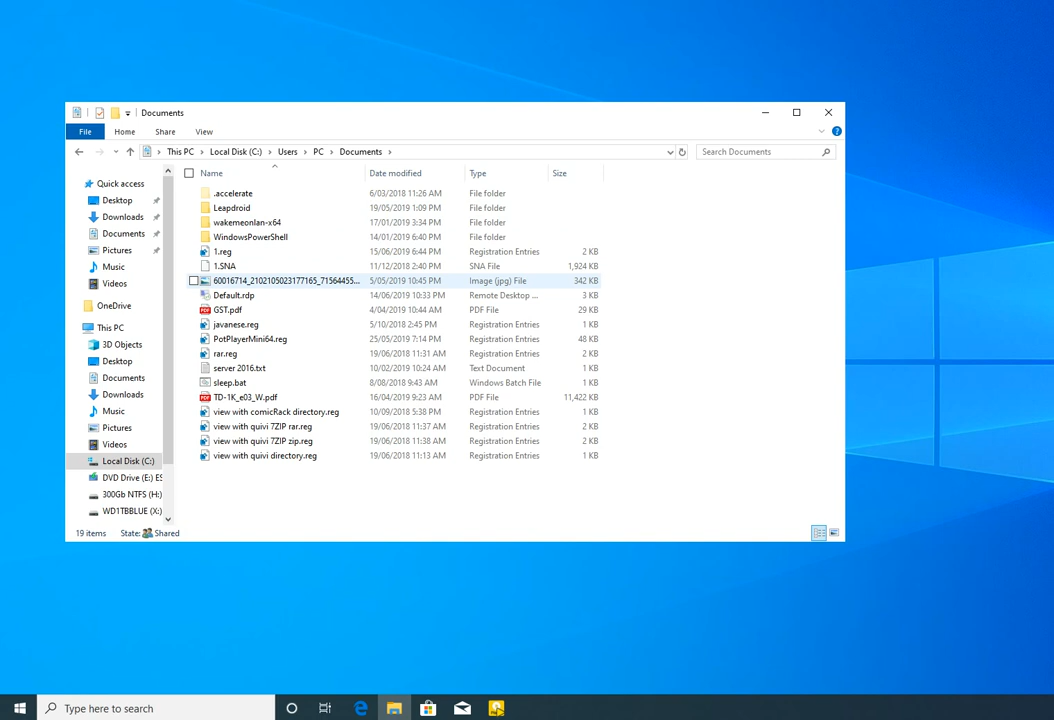 Documents
File Home Share View
This PC Local Disk (C:) Users PC Documents Search Documents
Name Date modified Type Size
Quick access
Desktop
Downloads
Documents
Pictures
Music
Videos
OneDrive
This PC
3D Objects
Desktop
Documents
Downloads
Music
Pictures
Videos
Local Disk (C:)
DVD Drive (E:) ES
300Gb NTFS (H:)
WD1TBBLUE (X:)
.accelerate 6/03/2018 11:26 AM File folder
Leapdroid 19/05/2018 1:09 PM File folder
wakemeonlan-x64 17/01/2019 3:34 PM File folder
WindowsPowerShell 14/01/2019 6:40 PM File folder
1.reg 15/06/2019 6:44 PM Registration Entries 2 KB
1.SNA 11/12/2018 2:40 PM SNA File 1,924 KB
60016714_2102105023177165_71564455... 5/05/2019 10:45 PM Image (jpg) File 342 KB
Default.rdp 14/06/2019 10:33 PM Remote Desktop ... 3 KB
GST.pdf 4/04/2019 10:44 AM PDF File 29 KB
javanese.reg 5/10/2018 2:45 PM Registration Entries 1 KB
PotPlayerMini64.reg 25/05/2019 7:14 PM Registration Entries 48 KB
rar.reg 19/06/2018 11:31 AM Registration Entries 2 KB
server 2016.txt 10/02/2019 10:24 AM Text Document 1 KB
sleep.bat 8/08/2018 9:43 AM Windows Batch File 1 KB
TD-1K_e03_W.pdf 16/04/2019 9:23 AM PDF File 11,422 KB
view with comicRack directory.reg 10/09/2018 5:38 PM Registration Entries 1 KB
view with quivi 7ZIP rar.reg 19/06/2018 11:37 AM Registration Entries 2 KB
view with quivi 7ZIP zip.reg 19/06/2018 11:38 AM Registration Entries 2 KB
view with quivi directory.reg 19/06/2018 11:13 AM Registration Entries 1 KB
19 items State: Shared
Type here to search